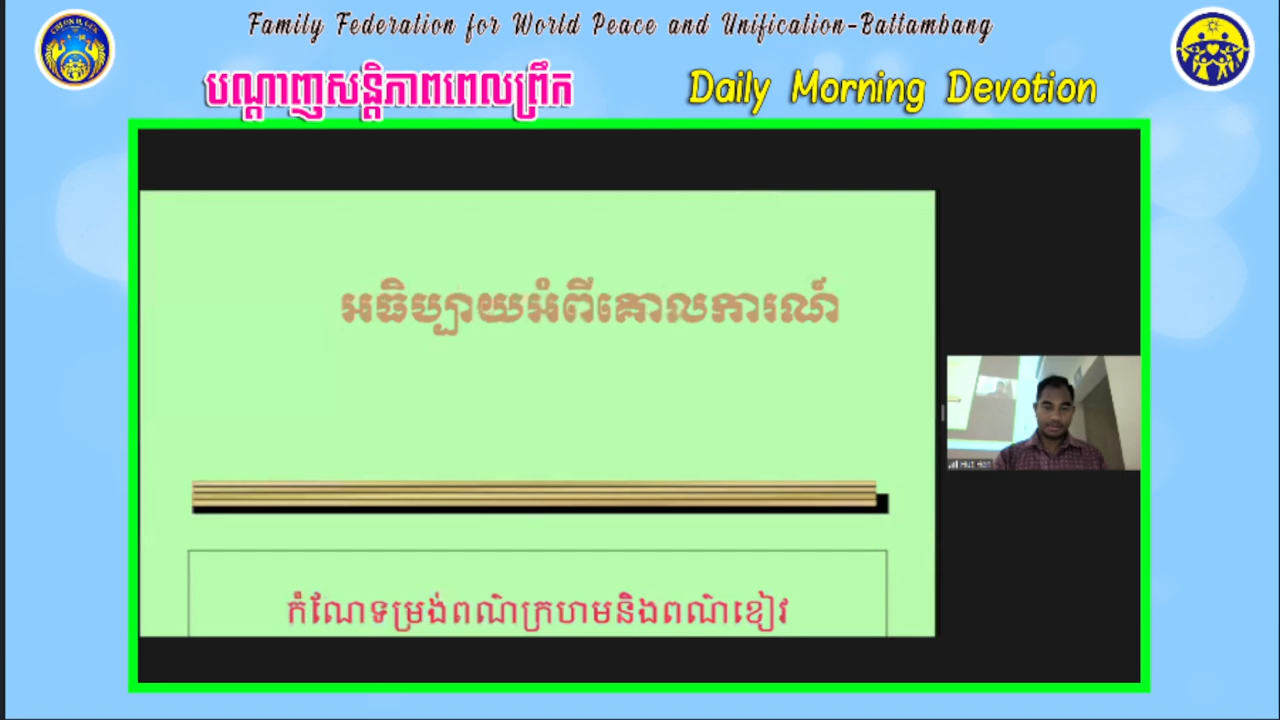 Family Federation for World Peace and Unification-Battambang
បណ្ដាញសន្តិភាពពេលព្រឹក
Daily Morning Devotion
អធិប្បាយអំពីគោលការណ៍
កំណែទម្រង់ពណ៌ក្រហមនិងពណ៌ខៀវ